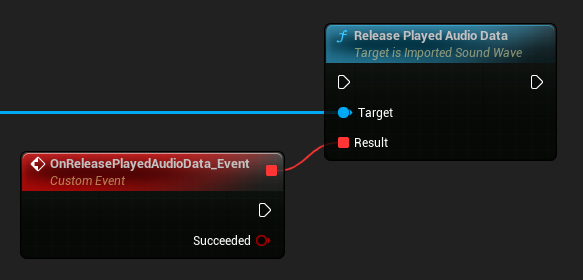 Release Played Audio Data
Target is Imported Sound Wave
Target
Result
OnReleasePlayedAudioData_Event
Custom Event
Succeeded